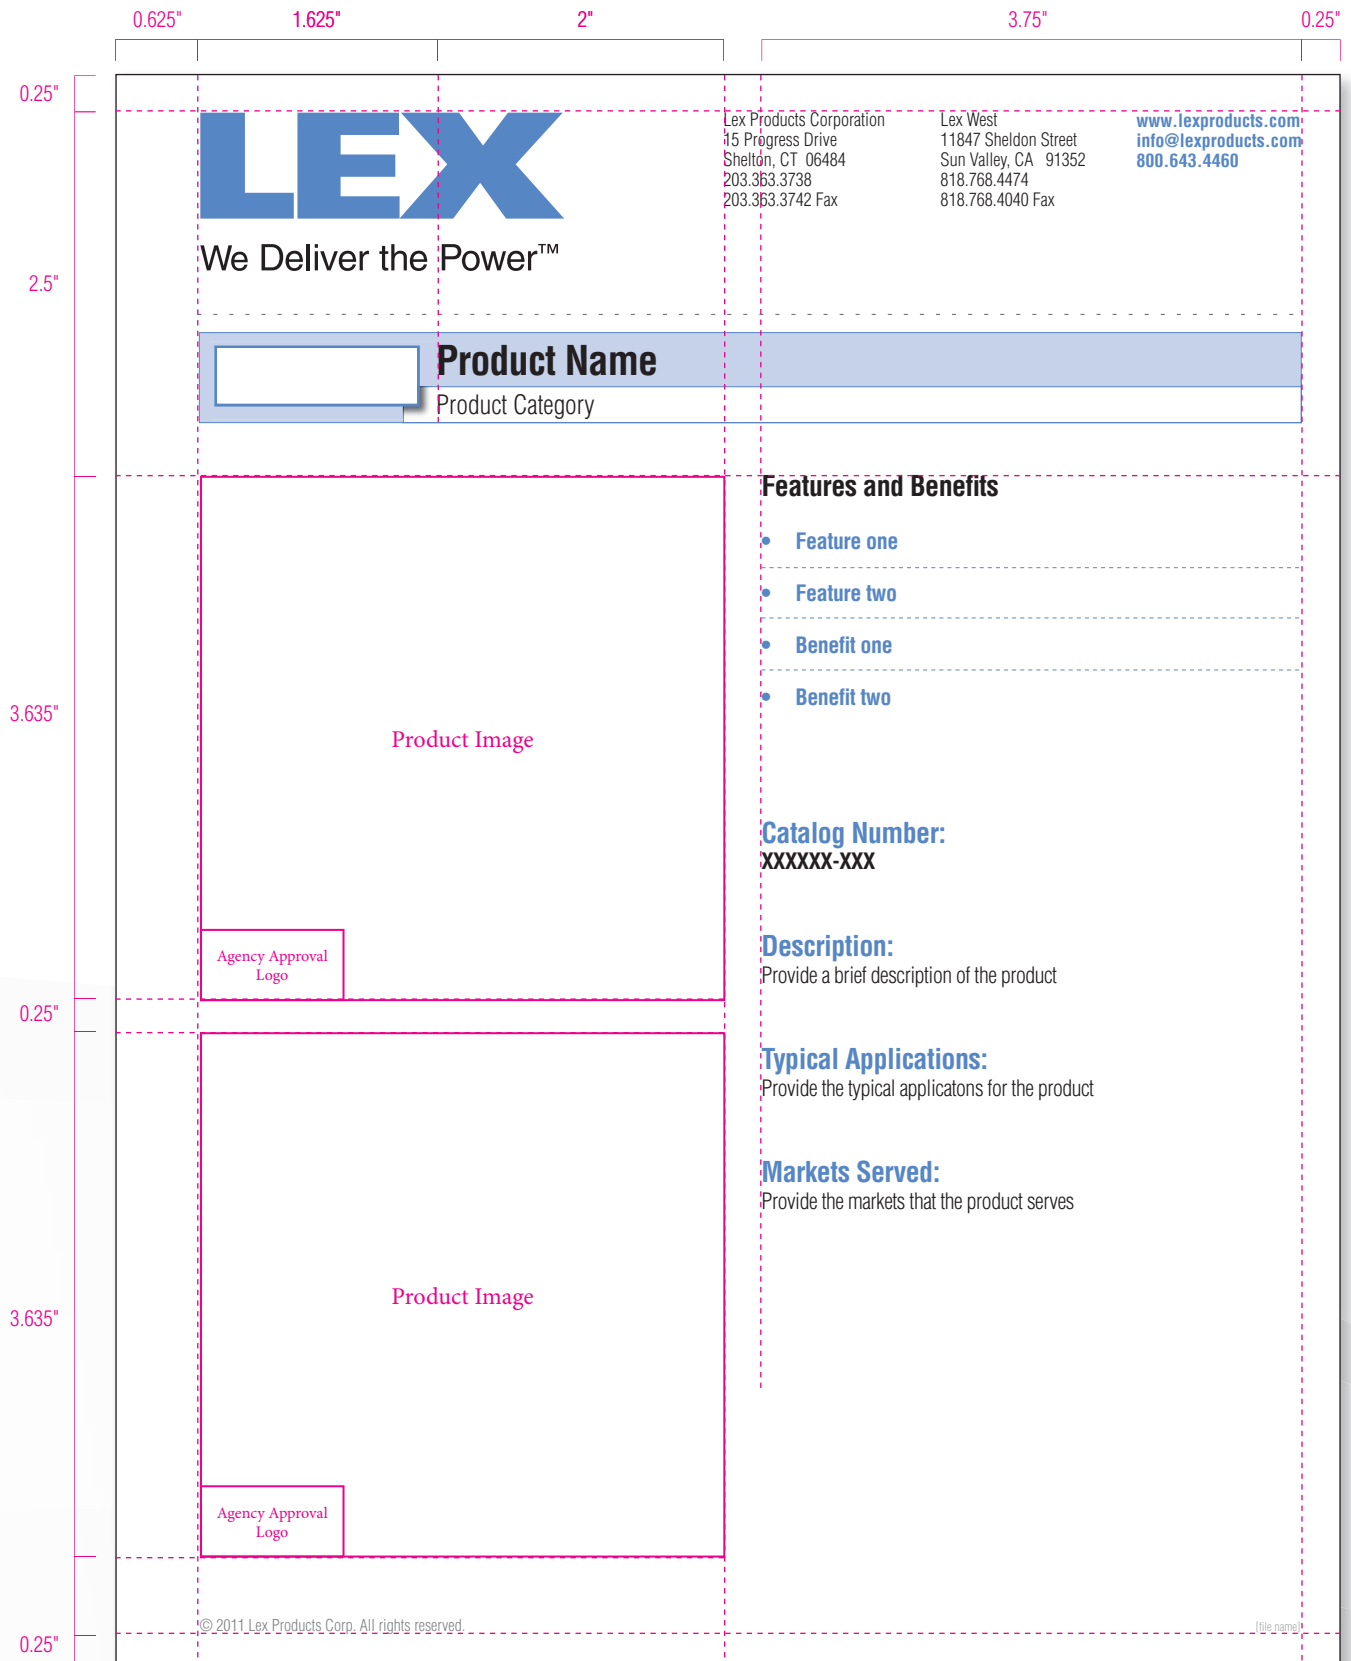 0.625" 1.625" 2" 3.75" 0.25"
0.25"
LEX
We Deliver the Power™
Lex Products Corporation
15 Progress Drive
Shelton, CT 06484
203.363.3738
203.363.3742 Fax
Lex West
11847 Sheldon Street
Sun Valley, CA 91352
818.768.4474
818.768.4040 Fax
www.lexproducts.com
info@lexproducts.com
800.643.4460
2.5"
Product Name
Product Category
3.635"
Product Image
Agency Approval
Logo
Features and Benefits
• Feature one
• Feature two
• Benefit one
• Benefit two
Catalog Number:
XXXXXX-XXX
Description:
Provide a brief description of the product
0.25"
Typical Applications:
Provide the typical applicatons for the product
Markets Served:
Provide the markets that the product serves
3.635"
Product Image
Agency Approval
Logo
© 2011 Lex Products Corp. All rights reserved.
[file name]
0.25"